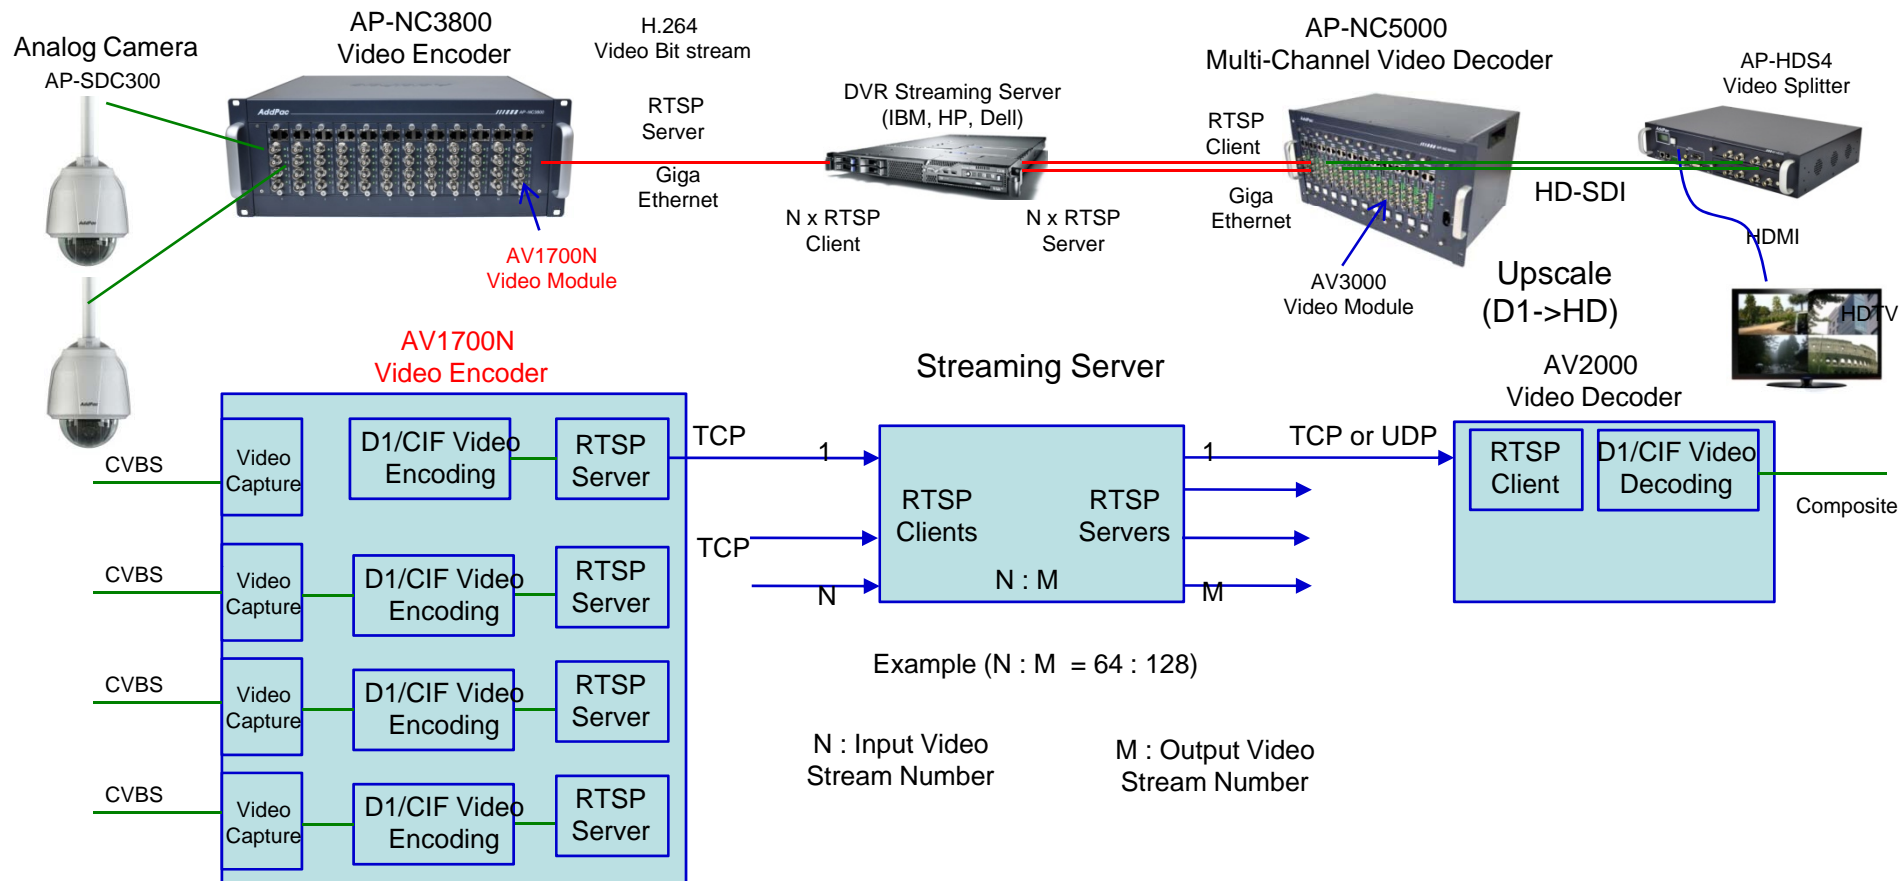 Analog Camera
AP-SDC300
AP-NC3800
Video Encoder
H.264
Video Bit stream
RTSP
Server
Giga
Ethernet
AV1700N
Video Module
DVR Streaming Server
(IBM, HP, Dell)
N x RTSP
Client
N x RTSP
Server
AP-NC5000
Multi-Channel Video Decoder
RTSP
Client
Giga
Ethernet
AV3000
Video Module
HD-SDI
Upscale
(D1->HD)
AP-HDS4
Video Splitter
HDMI
HDTV
AddPac
AP-NC3800
AddPac
AddPac
AV1700N
Video Encoder
CVBS
Video
Capture
D1/CIF Video
Encoding
RTSP
Server
TCP
CVBS
Video
Capture
D1/CIF Video
Encoding
RTSP
Server
TCP
CVBS
Video
Capture
D1/CIF Video
Encoding
RTSP
Server
CVBS
Video
Capture
D1/CIF Video
Encoding
RTSP
Server
Streaming Server
1
N
RTSP
Clients
RTSP
Servers
N : M
1
M
TCP or UDP
Example (N : M = 64 : 128)
N : Input Video
Stream Number
M : Output Video
Stream Number
AV2000
Video Decoder
RTSP
Client
D1/CIF Video
Decoding
Composite